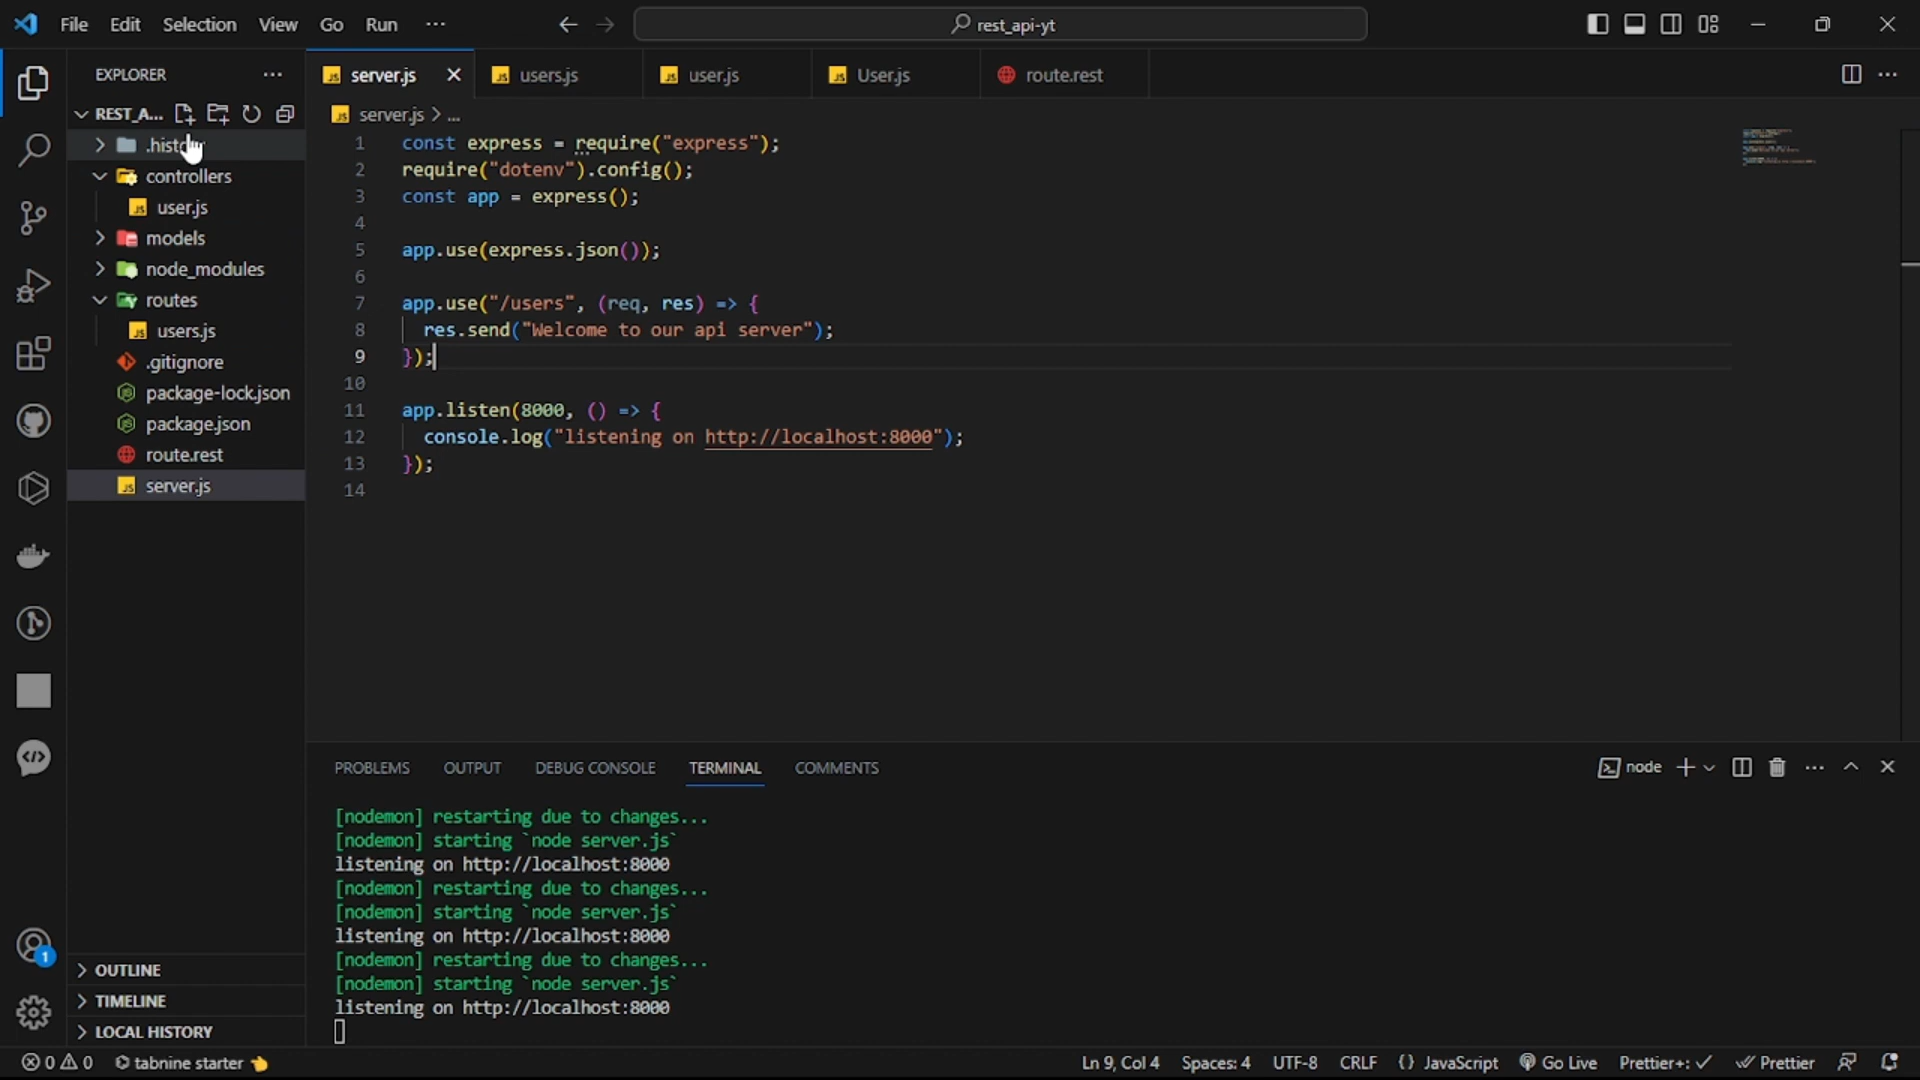 File Edit Selection View Go Run ···
rest_api-yt
EXPLORER ···
server.js
users.js
user.js
User.js
route.rest
REST_A...
server.js > ...
controllers
user.js
models
node_modules
routes
users.js
.gitignore
package-lock.json
package.json
route.rest
server.js
1 const express = require("express");
2 require("dotenv").config();
3 const app = express();
4
5 app.use(express.json());
6
7 app.use("/users", (req, res) => {
8 res.send("Welcome to our api server");
9 });
10
11 app.listen(8000, () => {
12 console.log("listening on http://localhost:8000");
13 });
14
PROBLEMS OUTPUT DEBUG CONSOLE TERMINAL COMMENTS
node
[nodemon] restarting due to changes...
[nodemon] starting `node server.js`
listening on http://localhost:8000
[nodemon] restarting due to changes...
[nodemon] starting `node server.js`
listening on http://localhost:8000
[nodemon] restarting due to changes...
[nodemon] starting `node server.js`
listening on http://localhost:8000
1
OUTLINE
TIMELINE
LOCAL HISTORY
0 0 tabnine starter
Ln 9, Col 4 Spaces: 4 UTF-8 CRLF {} JavaScript Go Live Prettier+: ✓ Prettier